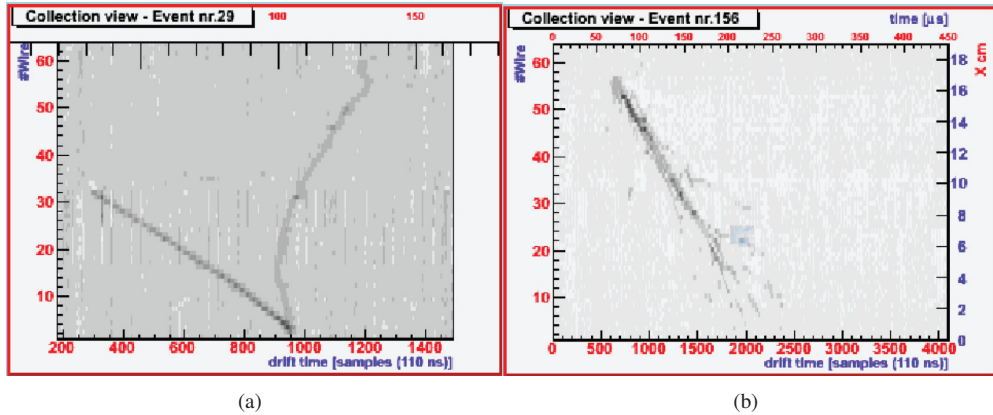 Collection view - Event nr.29
100 150
#Wire
60
50
40
30
20
10
200 400 600 800 1000 1200 1400
drift time [samples (110 ns)]
(a)
Collection view - Event nr.156
time [µs]
0 50 100 150 200 250 300 350 400 450
#Wire
X cm
60
50
40
30
20
10
0
18
16
14
12
10
8
6
4
2
0
0 500 1000 1500 2000 2500 3000 3500 4000
drift time [samples (110 ns)]
(b)